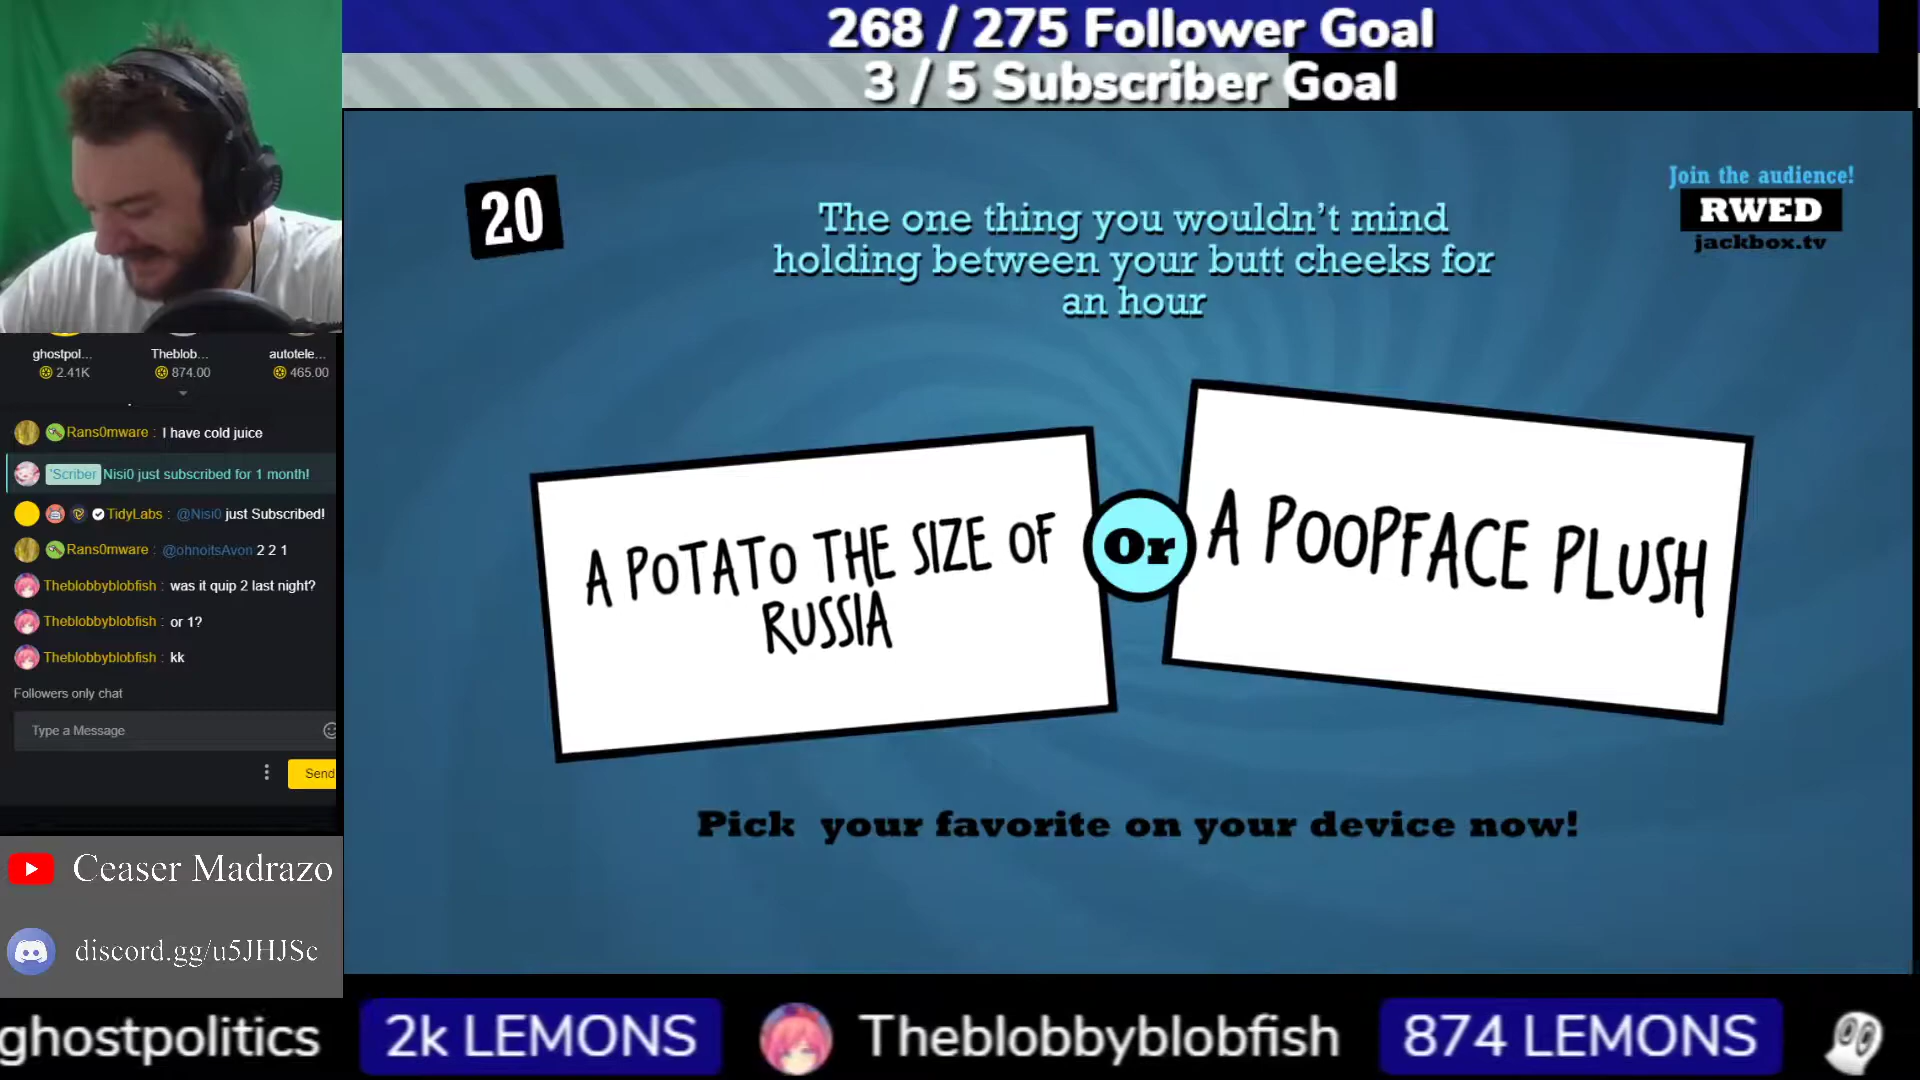 268 / 275 Follower Goal
3 / 5 Subscriber Goal
20
The one thing you wouldn't mind
holding between your butt cheeks for
an hour
Join the audience!
RWED
jackbox.tv
A POTATO THE SIZE OF
RUSSIA
Or
A POOPFACE PLUSH
Pick your favorite on your device now!
ghostpol... Theblob... autotele...
2.41K 874.00 465.00
Rans0mware : I have cold juice
'Scriber Nisi0 just subscribed for 1 month!
TidyLabs : @Nisi0 just Subscribed!
Rans0mware : @ohnoitsAvon 2 2 1
Theblobbyblobfish : was it quip 2 last night?
Theblobbyblobfish : or 1?
Theblobbyblobfish : kk
Followers only chat
Type a Message
Send
Ceaser Madrazo
discord.gg/u5JHJSc
ghostpolitics 2k LEMONS Theblobbyblobfish 874 LEMONS